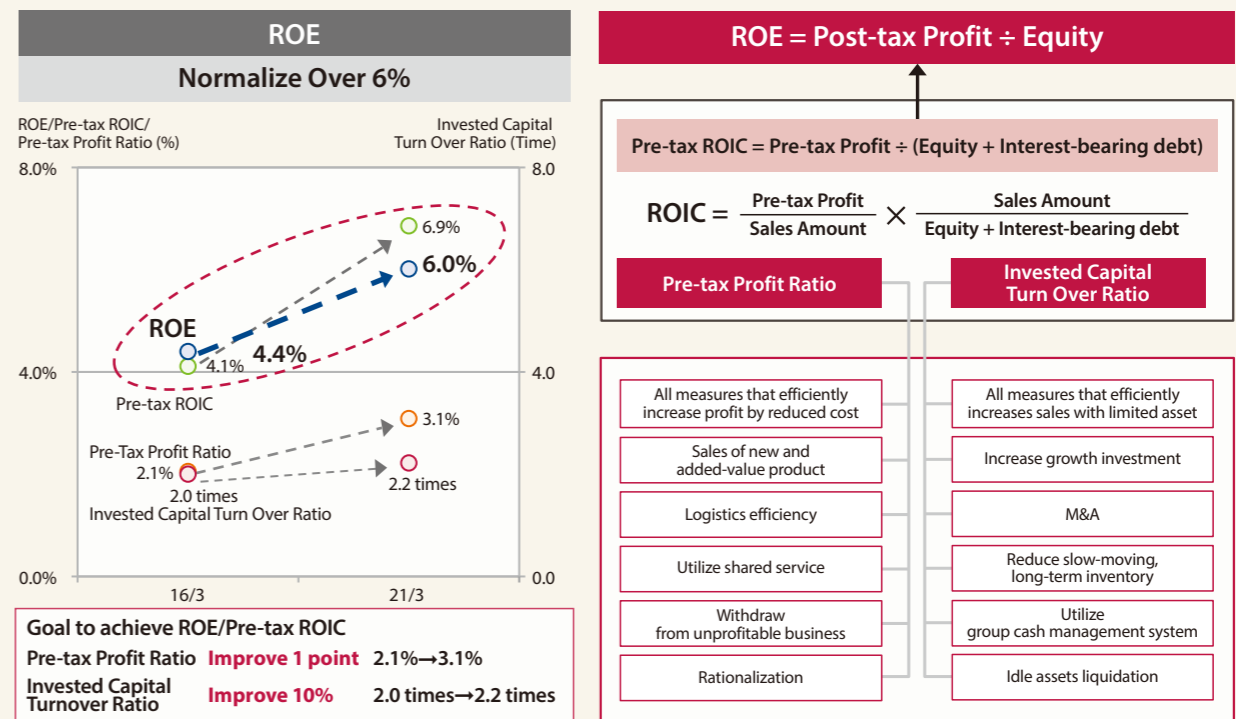 ROE
Normalize Over 6%
ROE/Pre-tax ROIC/
Pre-tax Profit Ratio (%)
Invested Capital
Turn Over Ratio (Time)
8.0%
8.0
6.9%
6.0%
ROE
4.4%
4.1%
4.0%
4.0
Pre-tax ROIC
3.1%
Pre-Tax Profit Ratio
2.1%
2.0 times
2.2 times
Invested Capital Turn Over Ratio
0.0%
0.0
16/3
21/3
Goal to achieve ROE/Pre-tax ROIC
Pre-tax Profit Ratio Improve 1 point 2.1%→3.1%
Invested Capital
Turnover Ratio
Improve 10% 2.0 times→2.2 times
ROE = Post-tax Profit ÷ Equity
Pre-tax ROIC = Pre-tax Profit ÷ (Equity + Interest-bearing debt)
ROIC =
Pre-tax Profit
Sales Amount
×
Sales Amount
Equity + Interest-bearing debt
Pre-tax Profit Ratio
Invested Capital
Turn Over Ratio
All measures that efficiently
increase profit by reduced cost
Sales of new and
added-value product
Logistics efficiency
Utilize shared service
Withdraw
from unprofitable business
Rationalization
All measures that efficiently
increases sales with limited asset
Increase growth investment
M&A
Reduce slow-moving,
long-term inventory
Utilize
group cash management system
Idle assets liquidation